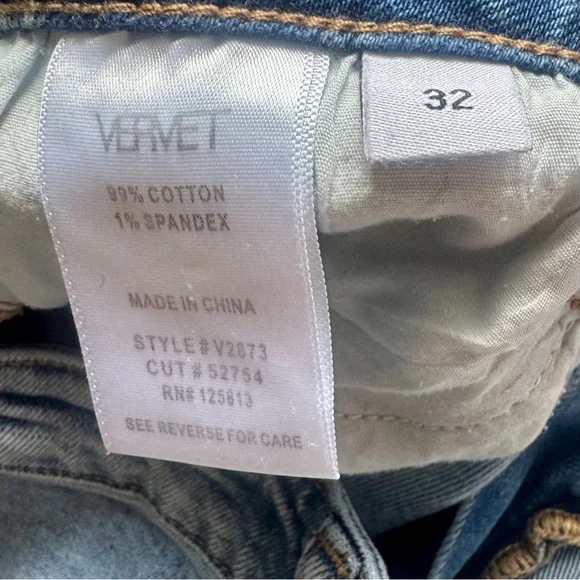 VERVET
99% COTTON
1% SPANDEX
MADE IN CHINA
STYLE # V2873
CUT # 52754
RN# 125813
SEE REVERSE FOR CARE
32